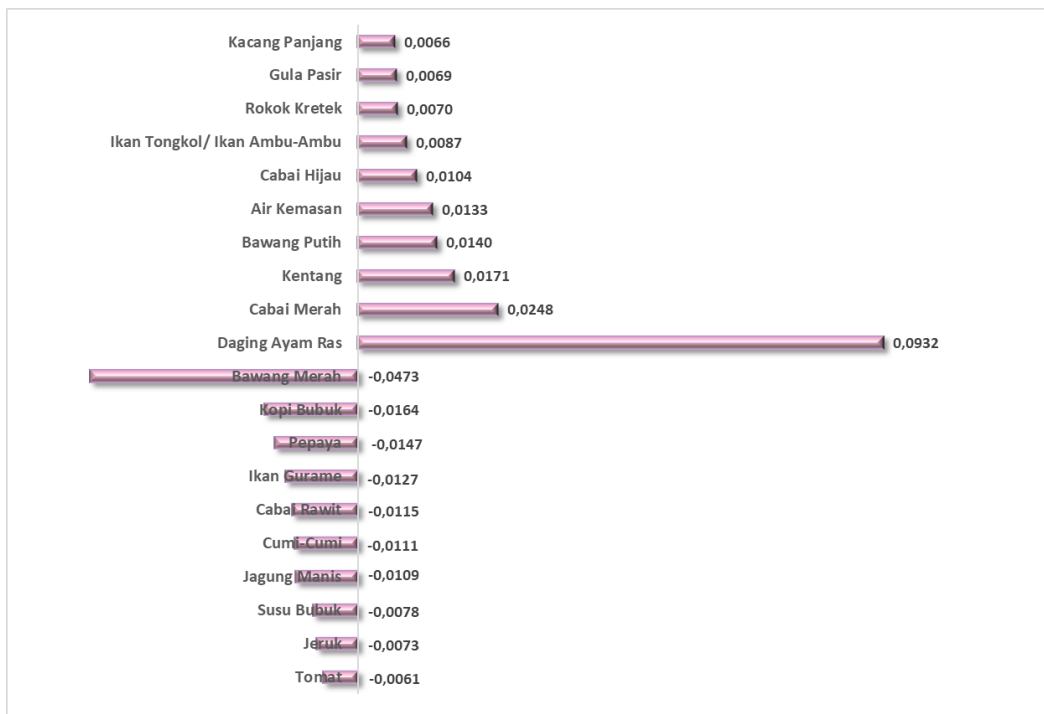 Kacang Panjang 0,0066
Gula Pasir 0,0069
Rokok Kretek 0,0070
Ikan Tongkol/ Ikan Ambu-Ambu 0,0087
Cabai Hijau 0,0104
Air Kemasan 0,0133
Bawang Putih 0,0140
Kentang 0,0171
Cabai Merah 0,0248
Daging Ayam Ras 0,0932
Bawang Merah -0,0473
Kopi Bubuk -0,0164
Pepaya -0,0147
Ikan Gurame -0,0127
Cabai Rawit -0,0115
Cumi-Cumi -0,0111
Jagung Manis -0,0109
Susu Bubuk -0,0078
Jeruk -0,0073
Tomat -0,0061